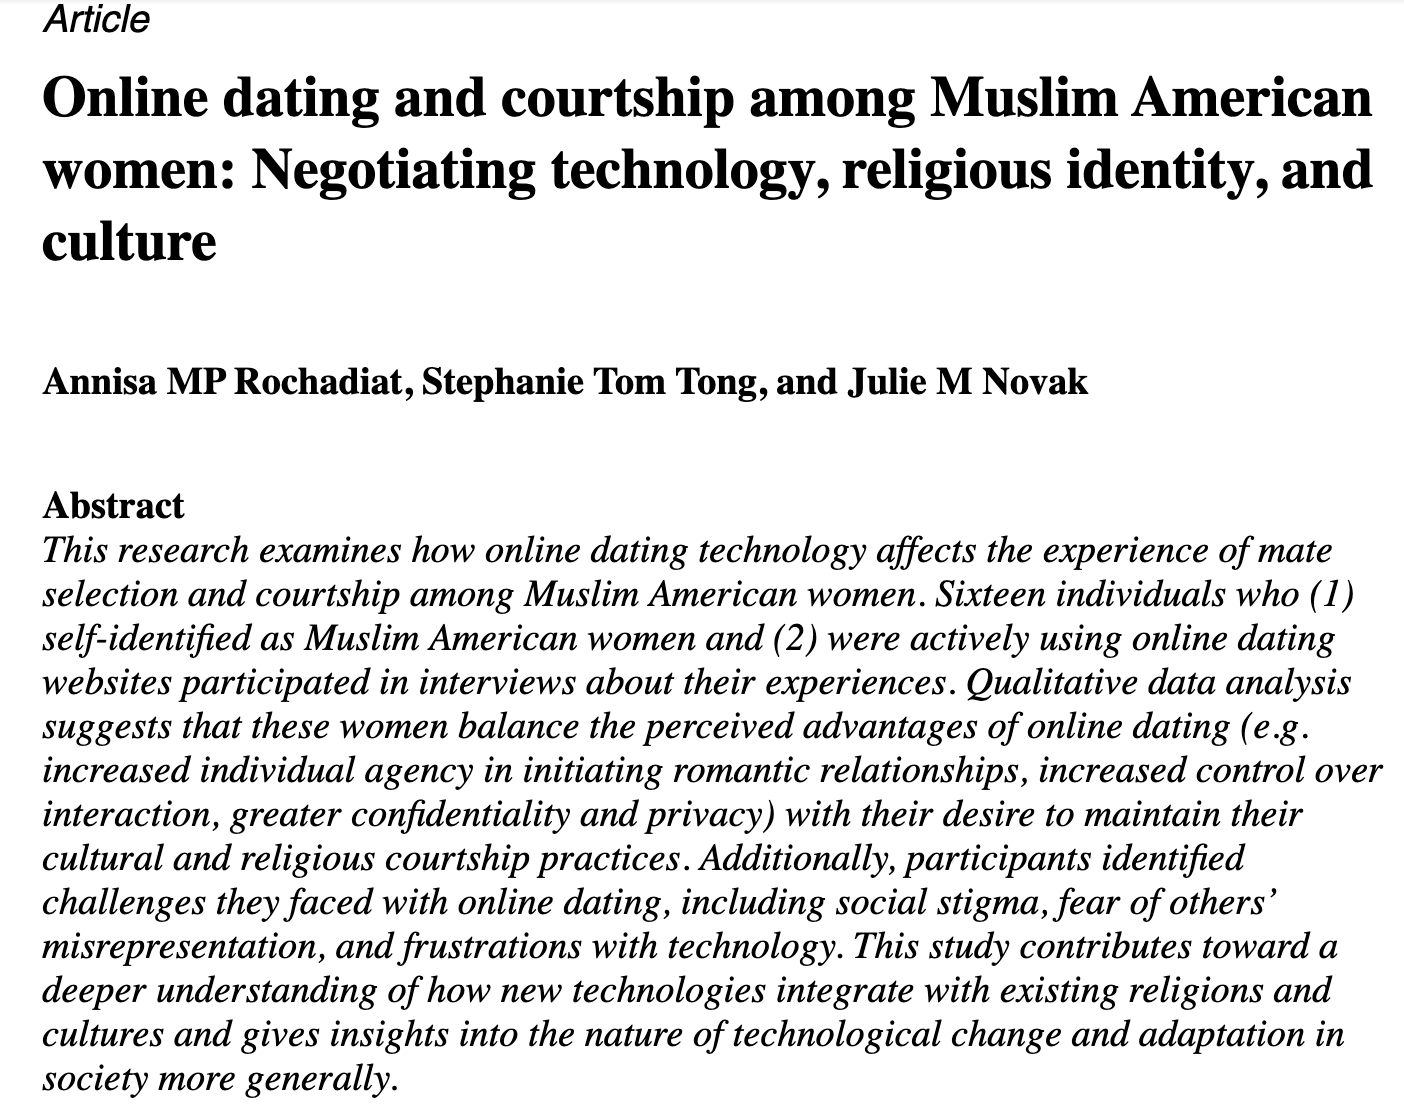 Article
Online dating and courtship among Muslim American
women: Negotiating technology, religious identity, and
culture
Annisa MP Rochadiat, Stephanie Tom Tong, and Julie M Novak
Abstract
This research examines how online dating technology affects the experience of mate
selection and courtship among Muslim American women. Sixteen individuals who (1)
self-identified as Muslim American women and (2) were actively using online dating
websites participated in interviews about their experiences. Qualitative data analysis
suggests that these women balance the perceived advantages of online dating (e.g.
increased individual agency in initiating romantic relationships, increased control over
interaction, greater confidentiality and privacy) with their desire to maintain their
cultural and religious courtship practices. Additionally, participants identified
challenges they faced with online dating, including social stigma, fear of others’
misrepresentation, and frustrations with technology. This study contributes toward a
deeper understanding of how new technologies integrate with existing religions and
cultures and gives insights into the nature of technological change and adaptation in
society more generally.